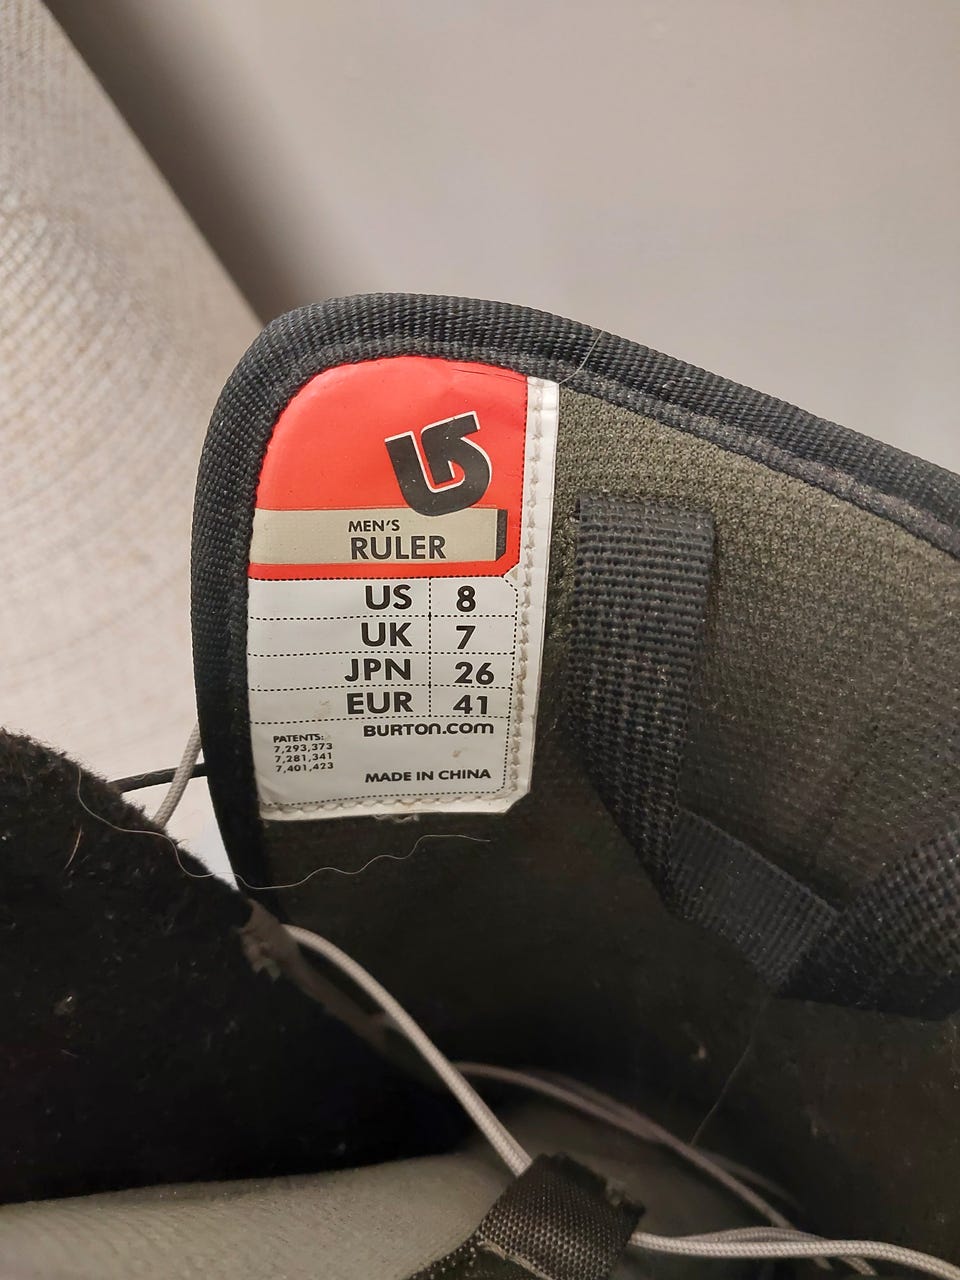 MEN'S
RULER
US 8
UK 7
JPN 26
EUR 41
BURTON.COM
PATENTS:
7,293,373
7,281,341
7,401,423
MADE IN CHINA